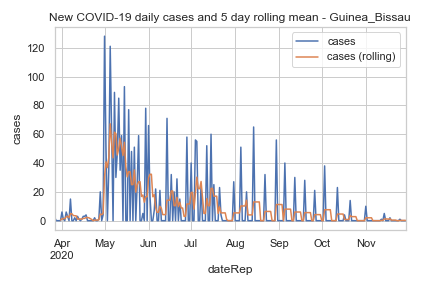 New COVID-19 daily cases and 5 day rolling mean - Guinea_Bissau
cases
cases (rolling)
120
100
80
60
40
20
0
cases
Apr May Jun Jul Aug Sep Oct Nov
2020
dateRep